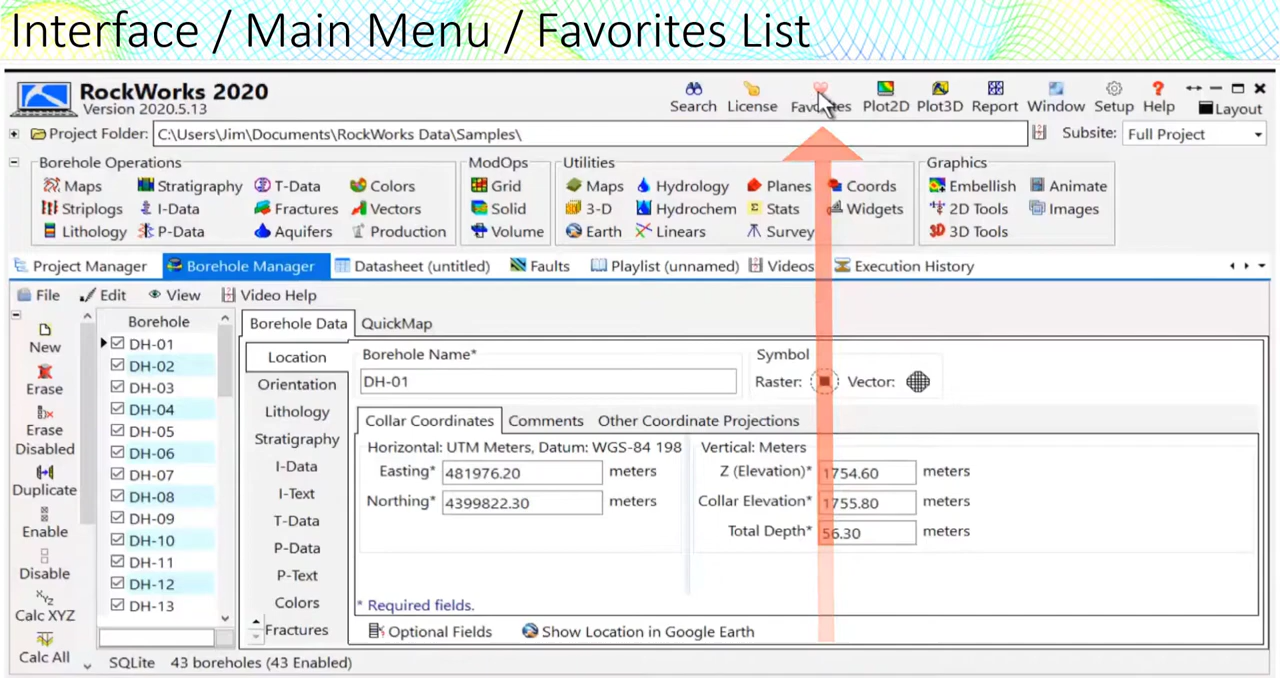 Interface / Main Menu / Favorites List
RockWorks 2020
Version 2020.5.13
Search License Favorites Plot2D Plot3D Report Window Setup Help Layout
Project Folder: C:\Users\Jim\Documents\RockWorks Data\Samples\ Subsite: Full Project
Borehole Operations ModOps Utilities Graphics
Maps Stratigraphy T-Data Colors Grid Maps Hydrology Planes Coords Embellish Animate
Striplogs I-Data Fractures Vectors Solid 3-D Hydrochem Stats Widgets 2D Tools Images
Lithology P-Data Aquifers Production Volume Earth Linears Survey 3D Tools
Project Manager Borehole Manager Datasheet (untitled) Faults Playlist (unnamed) Videos Execution History
File Edit View Video Help
New
Erase
Erase Disabled
Duplicate
Enable
Disable
Calc XYZ
Calc All
Borehole
DH-01
DH-02
DH-03
DH-04
DH-05
DH-06
DH-07
DH-08
DH-09
DH-10
DH-11
DH-12
DH-13
Borehole Data QuickMap
Location
Orientation
Lithology
Stratigraphy
I-Data
I-Text
T-Data
P-Data
P-Text
Colors
Fractures
Borehole Name* Symbol
DH-01 Raster: Vector:
Collar Coordinates Comments Other Coordinate Projections
Horizontal: UTM Meters, Datum: WGS-84 198 Vertical: Meters
Easting* 481976.20 meters Z (Elevation)* 1754.60 meters
Northing* 4399822.30 meters Collar Elevation* 1755.80 meters
Total Depth* 56.30 meters
* Required fields.
Optional Fields Show Location in Google Earth
SQLite 43 boreholes (43 Enabled)